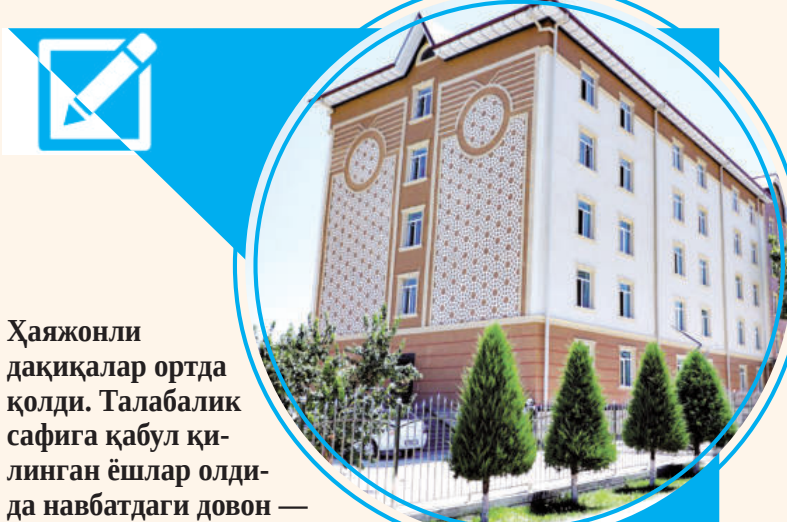 Ҳаяжонли
дақиқалар ортда
қолди. Талабалик
сафига қабул қи-
линган ёшлар олди-
да навбатдаги довон —